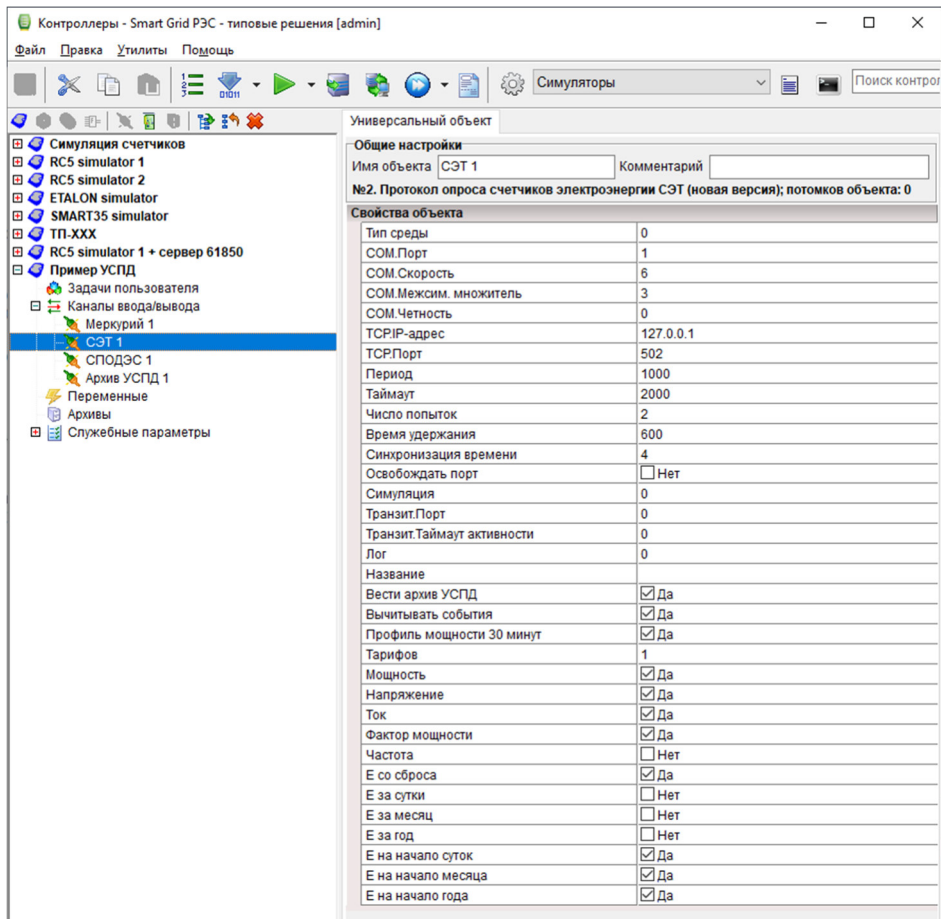 Контроллеры - Smart Grid РЭС - типовые решения [admin]
Файл Правка Утилиты Помощь
Симуляторы
Поиск контрол
Симуляция счетчиков
RC5 simulator 1
RC5 simulator 2
ETALON simulator
SMART35 simulator
ТП-ХХХ
RC5 simulator 1 + сервер 61850
Пример УСПД
Задачи пользователя
Каналы ввода/вывода
Меркурий 1
СЭТ 1
СПОДЭС 1
Архив УСПД 1
Переменные
Архивы
Служебные параметры
Универсальный объект
Общие настройки
Имя объекта СЭТ 1 Комментарий
№2. Протокол опроса счетчиков электроэнергии СЭТ (новая версия); потомков объекта: 0
Свойства объекта
Тип среды 0
COM.Порт 1
COM.Скорость 6
COM.Межсим. множитель 3
COM.Четность 0
TCP.IP-адрес 127.0.0.1
TCP.Порт 502
Период 1000
Таймаут 2000
Число попыток 2
Время удержания 600
Синхронизация времени 4
Освобождать порт Нет
Симуляция 0
Транзит.Порт 0
Транзит.Таймаут активности 0
Лог 0
Название
Вести архив УСПД Да
Вычитывать события Да
Профиль мощности 30 минут Да
Тарифов 1
Мощность Да
Напряжение Да
Ток Да
Фактор мощности Да
Частота Нет
Е со сброса Да
Е за сутки Нет
Е за месяц Нет
Е за год Нет
Е на начало суток Да
Е на начало месяца Да
Е на начало года Да